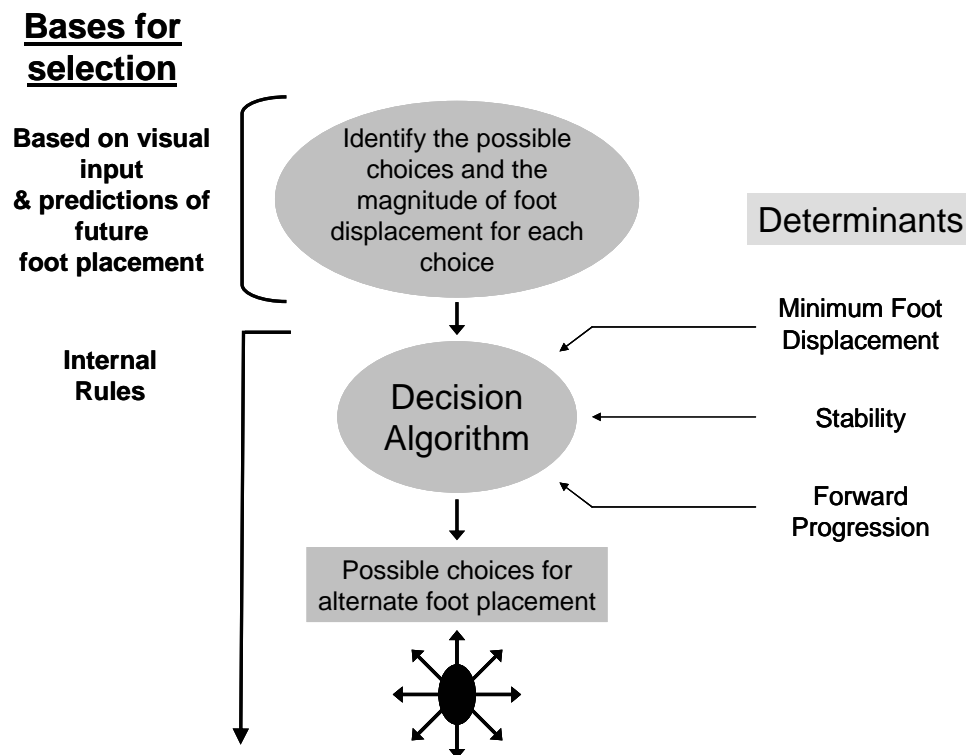 Bases for
selection
Based on visual
input
& predictions of
future
foot placement
Identify the possible
choices and the
magnitude of foot
displacement for each
choice
Determinants
Minimum Foot
Displacement
Internal
Rules
Decision
Algorithm
Stability
Forward
Progression
Possible choices for
alternate foot placement